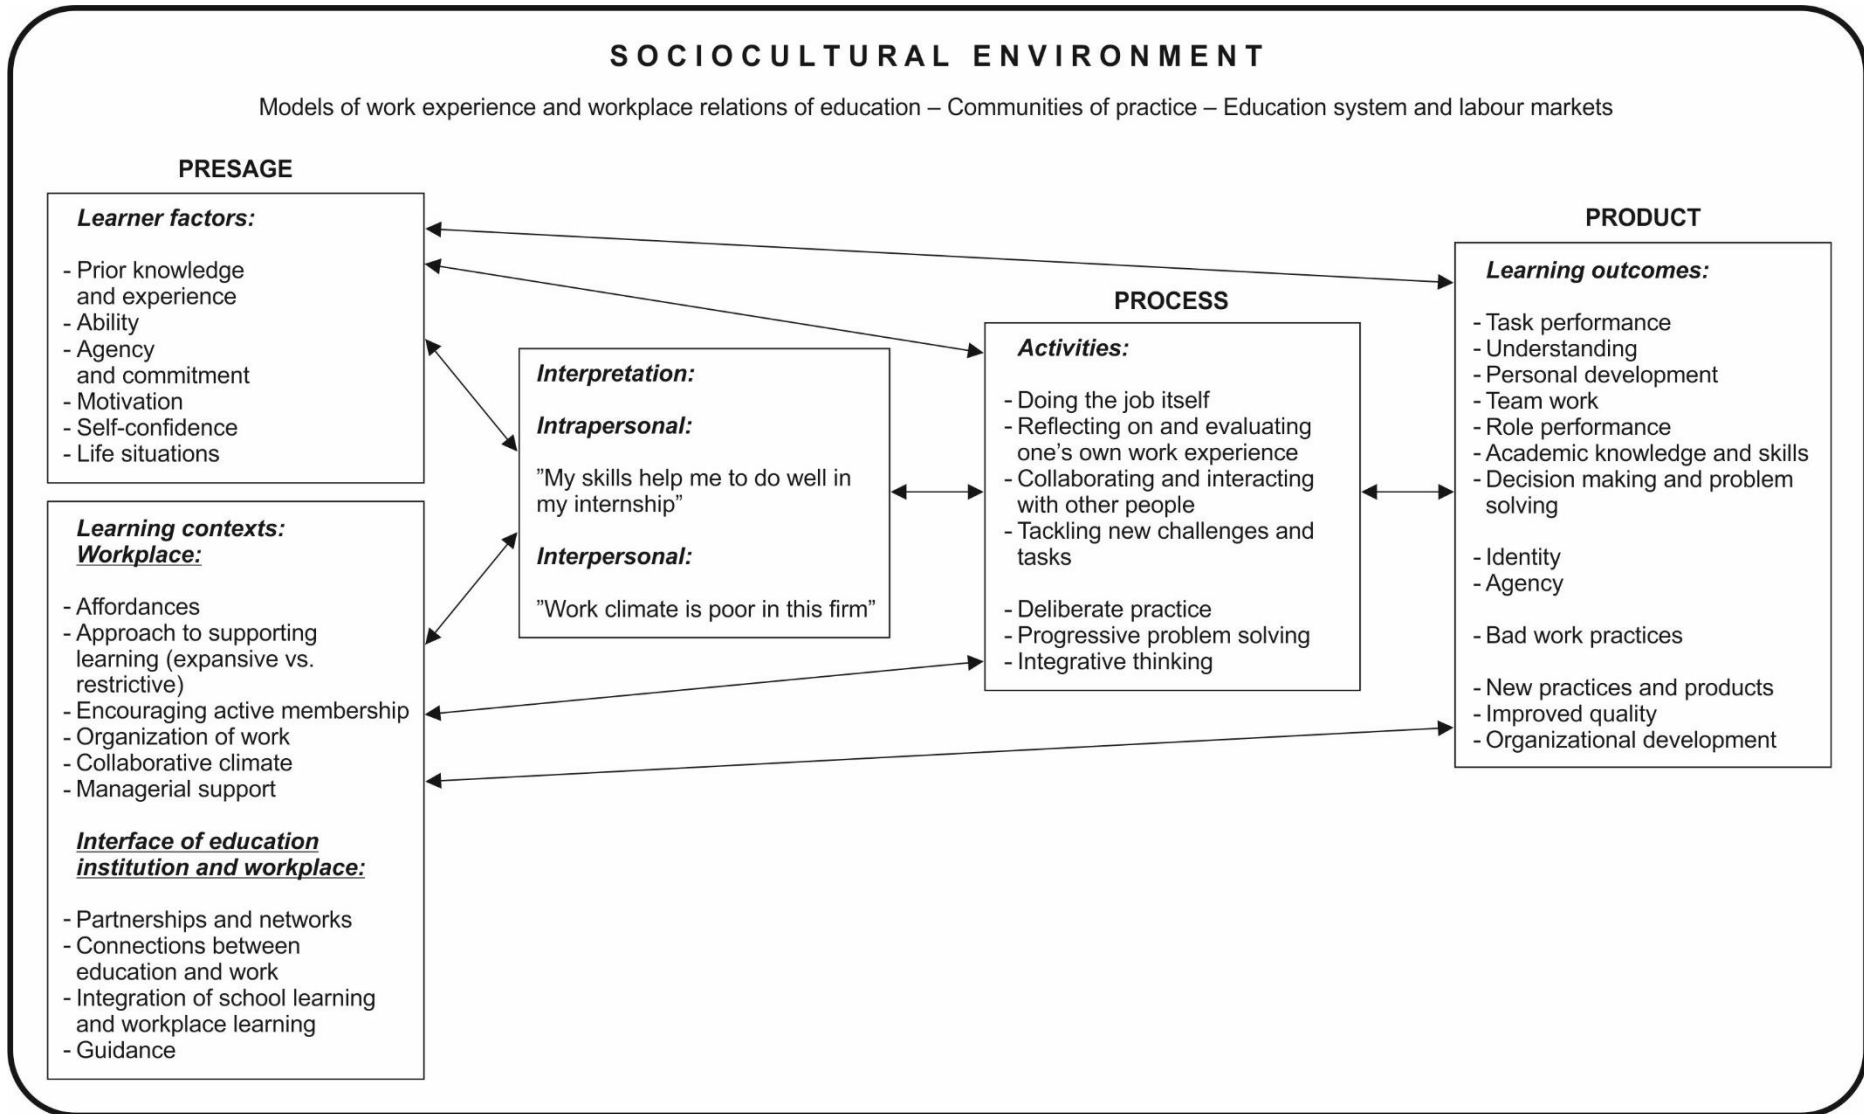 SOCIOCULTURAL ENVIRONMENT
Models of work experience and workplace relations of education – Communities of practice – Education system and labour markets
PRESAGE
Learner factors:
- Prior knowledge
and experience
- Ability
- Agency
and commitment
- Motivation
- Self-confidence
- Life situations
Learning contexts:
Workplace:
- Affordances
- Approach to supporting
learning (expansive vs.
restrictive)
- Encouraging active membership
- Organization of work
- Collaborative climate
- Managerial support
Interface of education
institution and workplace:
- Partnerships and networks
- Connections between
education and work
- Integration of school learning
and workplace learning
- Guidance
Interpretation:
Intrapersonal:
”My skills help me to do well in
my internship”
Interpersonal:
”Work climate is poor in this firm”
PROCESS
Activities:
- Doing the job itself
- Reflecting on and evaluating
one’s own work experience
- Collaborating and interacting
with other people
- Tackling new challenges and
tasks
- Deliberate practice
- Progressive problem solving
- Integrative thinking
PRODUCT
Learning outcomes:
- Task performance
- Understanding
- Personal development
- Team work
- Role performance
- Academic knowledge and skills
- Decision making and problem
solving
- Identity
- Agency
- Bad work practices
- New practices and products
- Improved quality
- Organizational development